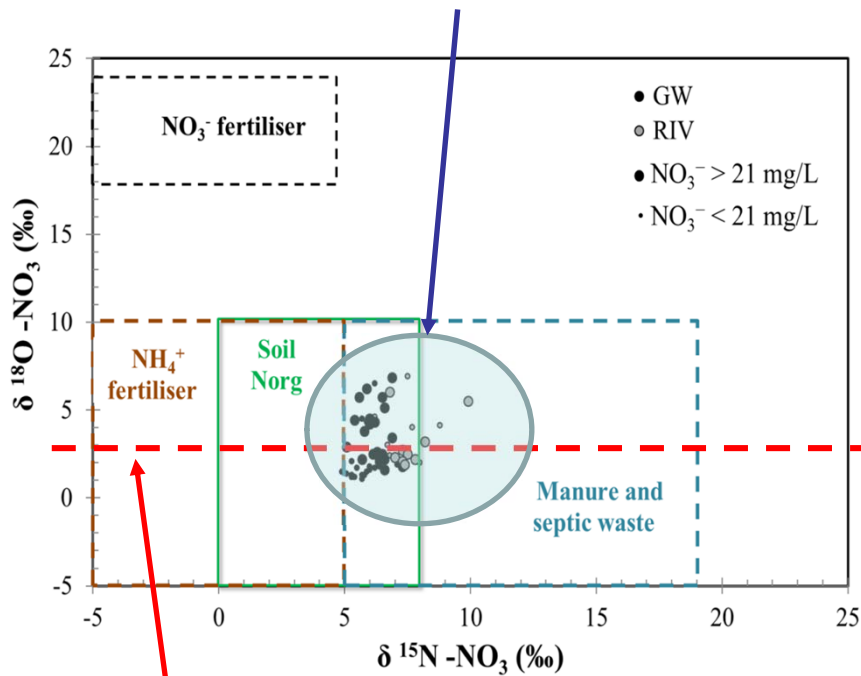 25
20
15
10
5
0
-5
δ ¹⁸O -NO₃ (‰)
NO₃⁻ fertiliser
GW
RIV
NO₃⁻ > 21 mg/L
NO₃⁻ < 21 mg/L
NH₄⁺
fertiliser
Soil
Norg
Manure and
septic waste
-5 0 5 10 15 20 25
δ ¹⁵N -NO₃ (‰)